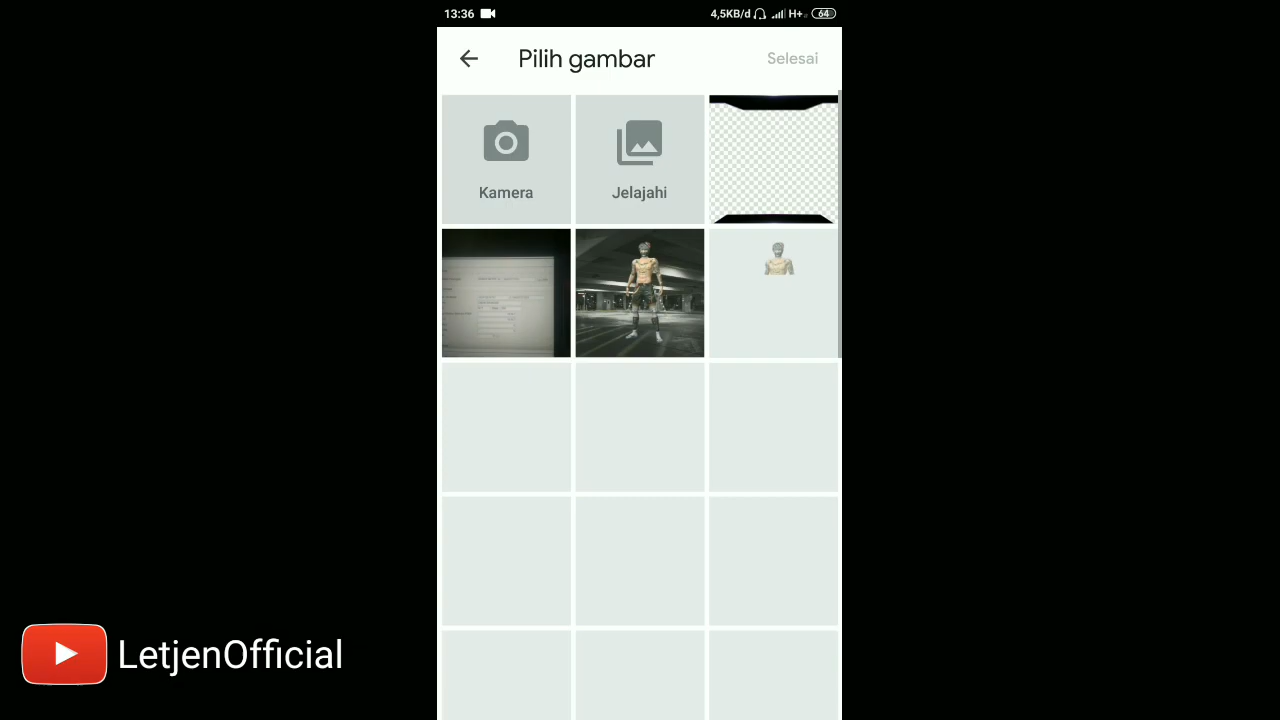 13:36
4,5KB/d
H+
64
Pilih gambar
Selesai
Kamera
Jelajahi
LetjenOfficial